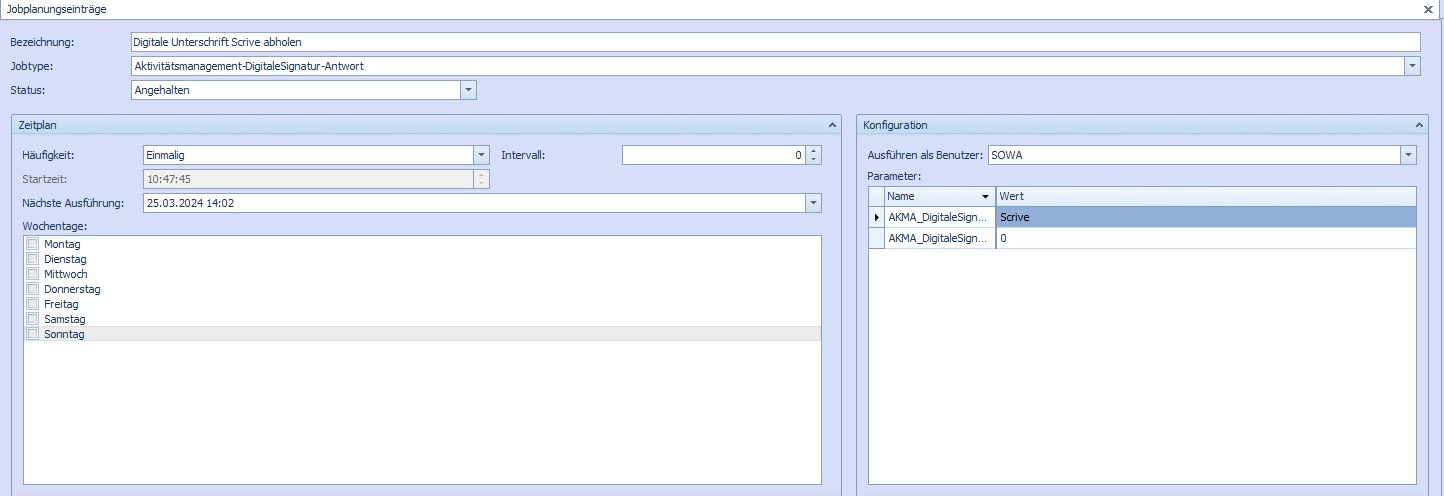 Jobplanungseinträge
Bezeichnung: Digitale Unterschrift Scrive abholen
Jobtype: Aktivitätsmanagement-DigitaleSignatur-Antwort
Status: Angehalten
Zeitplan
Häufigkeit: Einmalig Intervall: 0
Startzeit: 10:47:45
Nächste Ausführung: 25.03.2024 14:02
Wochentage:
Montag
Dienstag
Mittwoch
Donnerstag
Freitag
Samstag
Sonntag
Konfiguration
Ausführen als Benutzer: SOWA
Parameter:
Name Wert
AKMA_DigitaleSign... Scrive
AKMA_DigitaleSign... 0